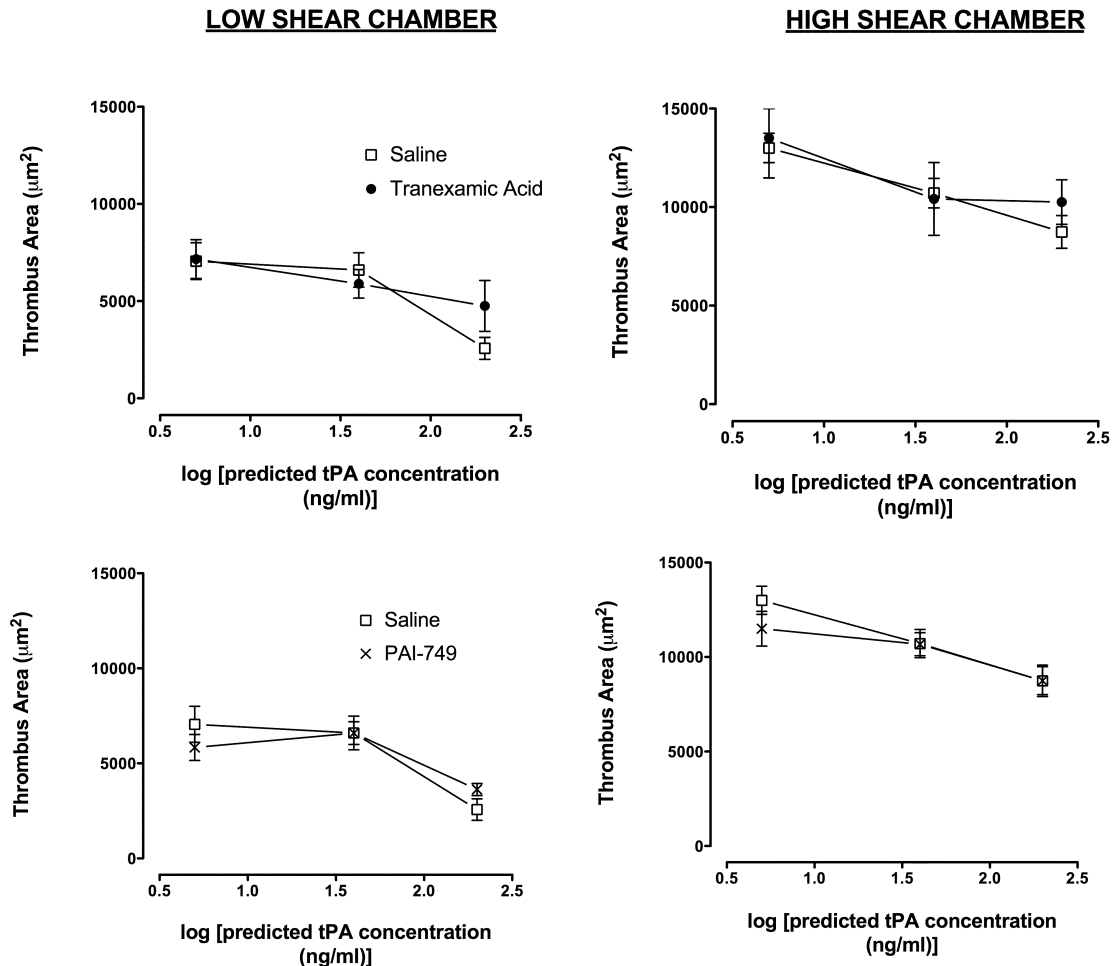 LOW SHEAR CHAMBER
HIGH SHEAR CHAMBER
Thrombus Area (μm²)
15000
10000
5000
0
Saline
Tranexamic Acid
0.5 1.0 1.5 2.0 2.5
log [predicted tPA concentration
(ng/ml)]
Thrombus Area (μm²)
15000
10000
5000
0
0.5 1.0 1.5 2.0 2.5
log [predicted tPA concentration
(ng/ml)]
Thrombus Area (μm²)
15000
10000
5000
0
Saline
PAI-749
0.5 1.0 1.5 2.0 2.5
log [predicted tPA concentration
(ng/ml)]
Thrombus Area (μm²)
15000
10000
5000
0
0.5 1.0 1.5 2.0 2.5
log [predicted tPA concentration
(ng/ml)]